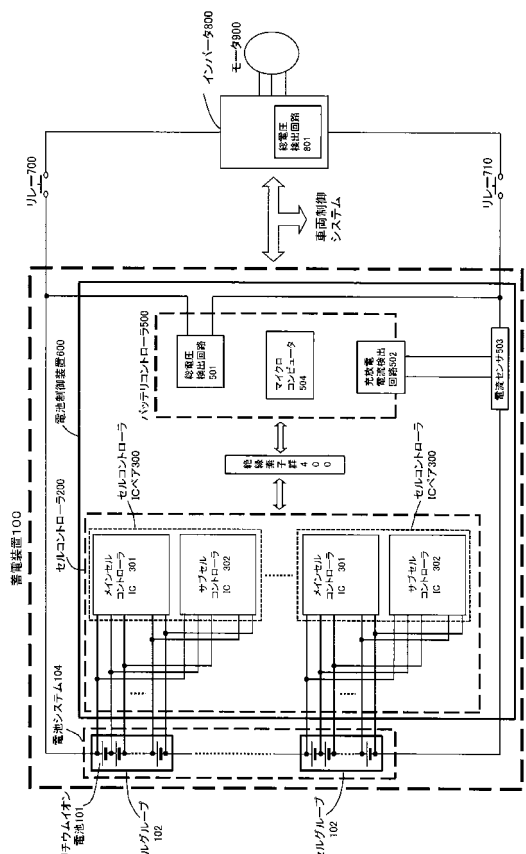 蓄電装置100
電池システム104
セルコントローラ200
電池制御装置600
リレー700
インバータ800
モータ900
総電圧
検出回路
801
車両制御
システム
リレー710
バッテリコントローラ500
総電圧
検出回路
501
マイクロ
コンピュータ
504
充放電
電流検出
回路502
電流センサ503
絶縁素子群400
セルコントローラ
ICペア300
メインセル
コントローラ
IC 301
サブセル
コントローラ 302
IC
セルコントローラ
ICペア300
メインセル
コントローラ
IC 301
サブセル
コントローラ 302
IC
チウムイオン
電池101
ルグループ
102
セルグループ
102